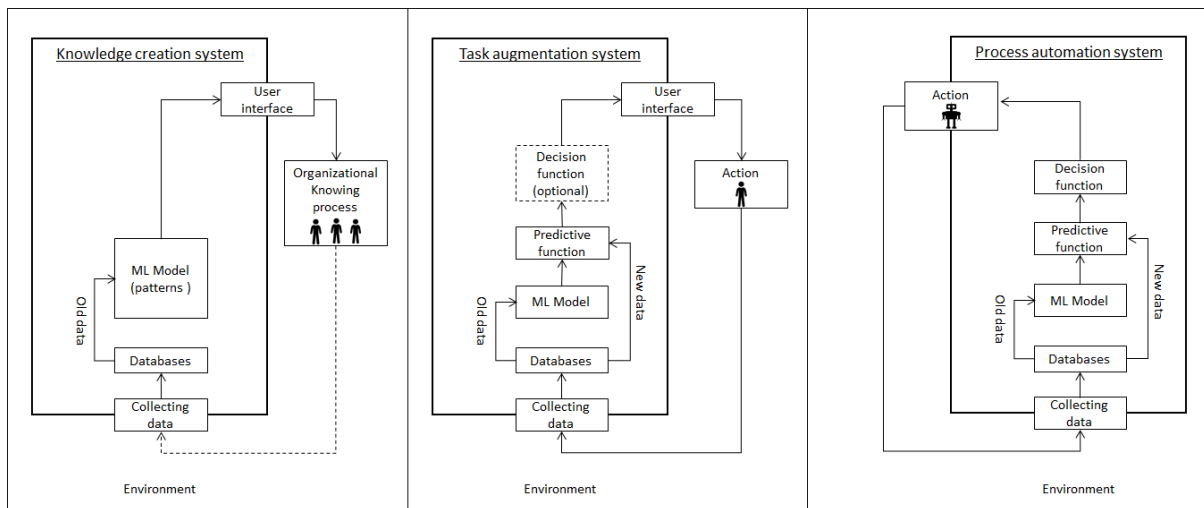 Knowledge creation system
User
interface
Organizational
Knowing
process
ML Model
(patterns )
Old data
Databases
Collecting
data
Environment
Task augmentation system
User
interface
Decision
function
(optional)
Action
Predictive
function
New data
ML Model
Old data
Databases
Collecting
data
Environment
Process automation system
Action
Decision
function
Predictive
function
New data
ML Model
Old data
Databases
Collecting
data
Environment